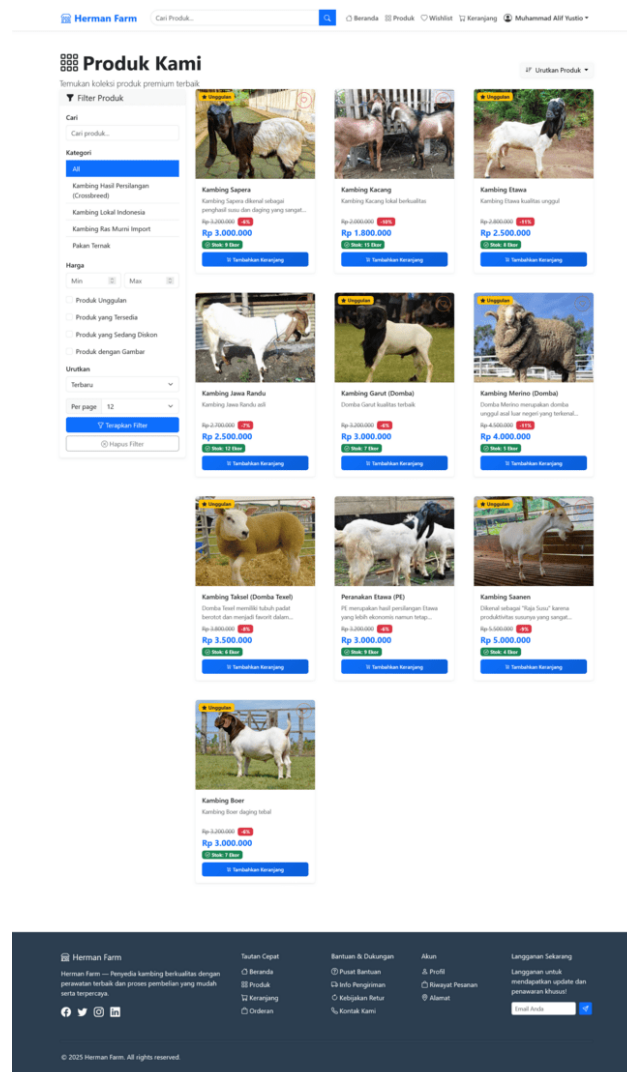 Herman Farm
Cari Produk...
Beranda
Produk
Wishlist
Keranjang
Muhammad Alif Yustio
Produk Kami
Temukan koleksi produk premium terbaik
Urutkan Produk
Filter Produk
Cari
Cari produk...
Kategori
All
Kambing Hasil Persilangan
(Crossbreed)
Kambing Lokal Indonesia
Kambing Ras Murni Import
Pakan Ternak
Harga
Min
Max
Produk Unggulan
Produk yang Tersedia
Produk yang Sedang Diskon
Produk dengan Gambar
Urutkan
Terbaru
Per page 12
Terapkan Filter
Hapus Filter
Unggulan
Kambing Sapera
Kambing Sapera dikenal sebagai
penghasil susu dan daging yang sangat...
Rp 3.200.000 -6%
Rp 3.000.000
Stok: 9 Ekor
Tambahkan Keranjang
Kambing Kacang
Kambing Kacang lokal berkualitas
Rp 2.000.000 -10%
Rp 1.800.000
Stok: 15 Ekor
Tambahkan Keranjang
Unggulan
Kambing Etawa
Kambing Etawa kualitas unggul
Rp 2.800.000 -11%
Rp 2.500.000
Stok: 8 Ekor
Tambahkan Keranjang
Kambing Jawa Randu
Kambing Jawa Randu asli
Rp 2.700.000 -7%
Rp 2.500.000
Stok: 12 Ekor
Tambahkan Keranjang
Unggulan
Kambing Garut (Domba)
Domba Garut kualitas terbaik
Rp 3.200.000 -6%
Rp 3.000.000
Stok: 7 Ekor
Tambahkan Keranjang
Unggulan
Kambing Merino (Domba)
Domba Merino merupakan domba
unggul asal luar negeri yang terkenal...
Rp 4.500.000 -11%
Rp 4.000.000
Stok: 5 Ekor
Tambahkan Keranjang
Unggulan
Kambing Taksel (Domba Texel)
Domba Texel memiliki tubuh padat
berotot dan menjadi favorit dalam...
Rp 3.800.000 -8%
Rp 3.500.000
Stok: 8 Ekor
Tambahkan Keranjang
Peranakan Etawa (PE)
PE merupakan hasil persilangan Etawa
yang lebih ekonomis namun tetap...
Rp 3.200.000 -6%
Rp 3.000.000
Stok: 9 Ekor
Tambahkan Keranjang
Unggulan
Kambing Saanen
Dikenal sebagai "Raja Susu" karena
produktivitas susunya yang sangat...
Rp 5.500.000 -9%
Rp 5.000.000
Stok: 4 Ekor
Tambahkan Keranjang
Unggulan
Kambing Boer
Kambing Boer daging tebal
Rp 3.200.000 -6%
Rp 3.000.000
Stok: 7 Ekor
Tambahkan Keranjang
Herman Farm
Herman Farm — Penyedia kambing berkualitas dengan
perawatan terbaik dan proses pembelian yang mudah
serta terpercaya.
Tautan Cepat
Beranda
Produk
Keranjang
Orderan
Bantuan & Dukungan
Pusat Bantuan
Info Pengiriman
Kebijakan Retur
Kontak Kami
Akun
Profil
Riwayat Pesanan
Alamat
Langganan Sekarang
Langganan untuk
mendapatkan update dan
penawaran khusus!
Email Anda
© 2025 Herman Farm. All rights reserved.